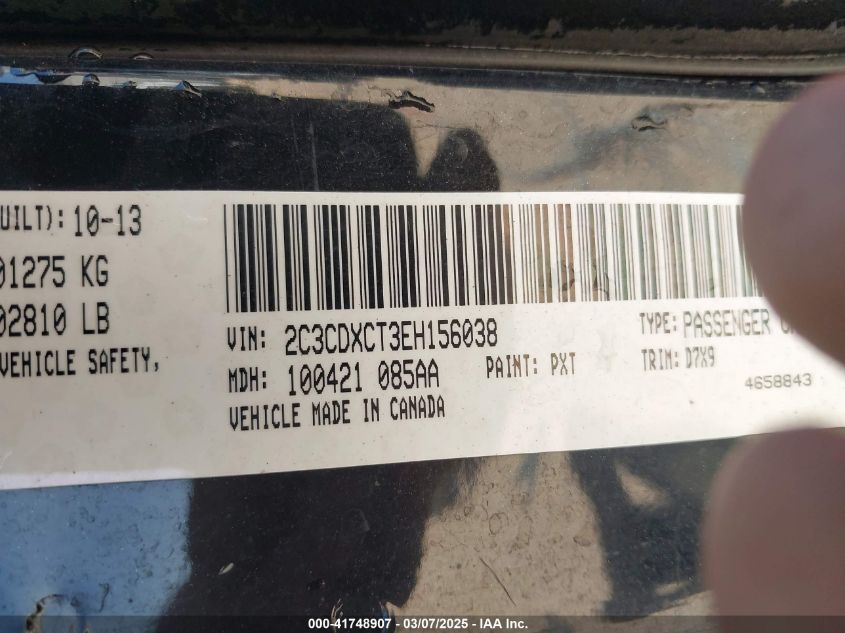 UILT): 10-13
01275 KG
02810 LB
VEHICLE SAFETY,
VIN: 2C3CDXCT3EH156038
TYPE: PASSENGER
MDH: 100421 085AA
PAINT: PXT
TRIM: D7X9
4658843
VEHICLE MADE IN CANADA
000-41748907 — 03/07/2025 — IAA Inc.